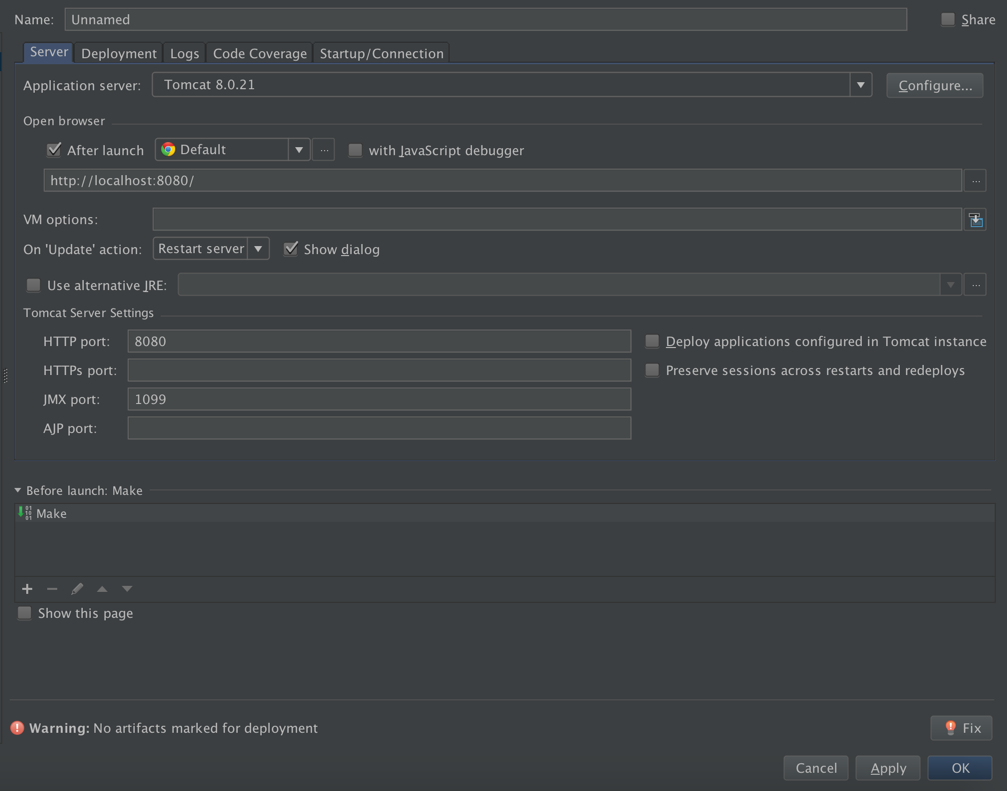 Name: Unnamed Share
Server Deployment Logs Code Coverage Startup/Connection
Application server: Tomcat 8.0.21 Configure...
Open browser
After launch Default ... with JavaScript debugger
http://localhost:8080/ ...
VM options:
On 'Update' action: Restart server Show dialog
Use alternative JRE: ...
Tomcat Server Settings
HTTP port: 8080 Deploy applications configured in Tomcat instance
HTTPs port: Preserve sessions across restarts and redeploys
JMX port: 1099
AJP port:
Before launch: Make
Make
Show this page
Warning: No artifacts marked for deployment Fix
Cancel Apply OK